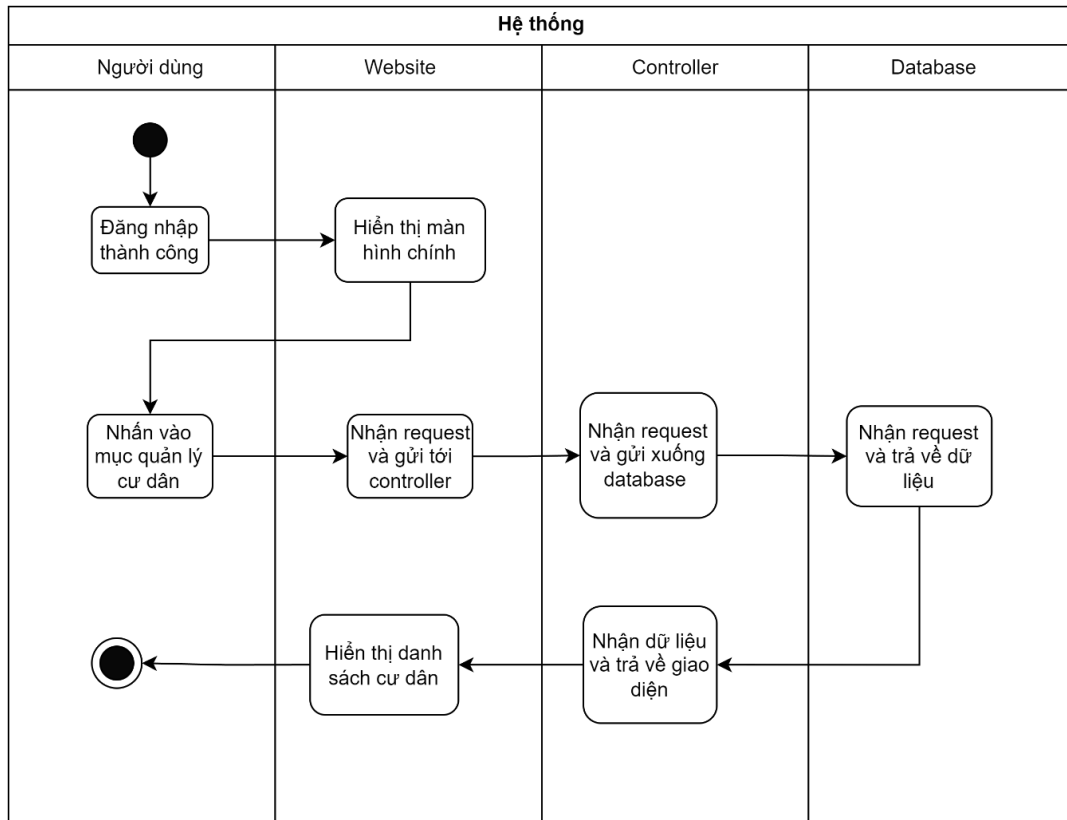 Hệ thống
Người dùng
Website
Controller
Database
Đăng nhập
thành công
Hiển thị màn
hình chính
Nhấn vào
mục quản lý
cư dân
Nhận request
và gửi tới
controller
Nhận request
và gửi xuống
database
Nhận request
và trả về dữ
liệu
Hiển thị danh
sách cư dân
Nhận dữ liệu
và trả về giao
diện